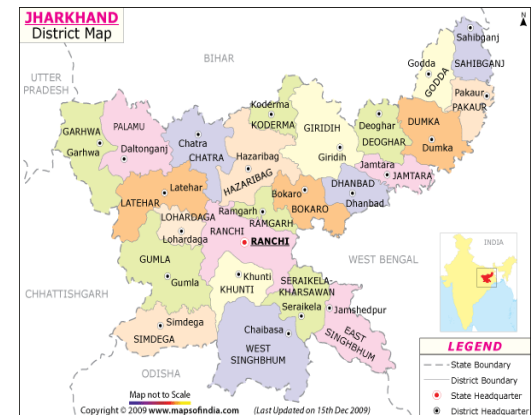 JHARKHAND
District Map
N
BIHAR
UTTER
PRADESH
Sahibganj
SAHIBGANJ
Godda
GODDA
Pakaur
PAKAUR
Koderma
KODERMA
GIRIDIH
Giridih
Deoghar
DEOGHAR
DUMKA
Dumka
GARHWA
Garhwa
PALAMU
Daltonganj
Chatra
CHATRA
Hazaribag
HAZARIBAG
Jamtara
JAMTARA
DHANBAD
Dhanbad
Bokaro
BOKARO
Latehar
LATEHAR
LOHARDAGA
Lohardaga
Ramgarh
RAMGARH
RANCHI
RANCHI
WEST BENGAL
INDIA
GUMLA
Gumla
Khunti
KHUNTI
SERAIKELA-
KHARSAWAN
Seraikela
Jamshedpur
CHHATTISHGARH
Simdega
SIMDEGA
Chaibasa
WEST
SINGHBHUM
EAST
SINGHBHUM
ODISHA
LEGEND
State Boundary
District Boundary
State Headquarter
District Headquarter
Map not to Scale
Copyright © 2009 www.mapsofindia.com (Last Updated on 15th Dec 2009)